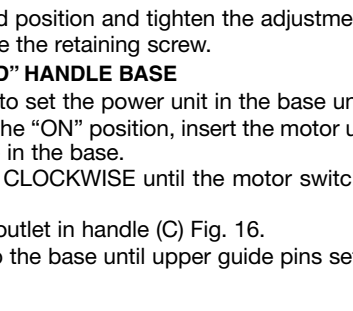 d position and tighten the adjustme
e the retaining screw.
D” HANDLE BASE
to set the power unit in the base un
he “ON” position, insert the motor u
in the base.
CLOCKWISE until the motor switc
outlet in handle (C) Fig. 16.
o the base until upper guide pins se